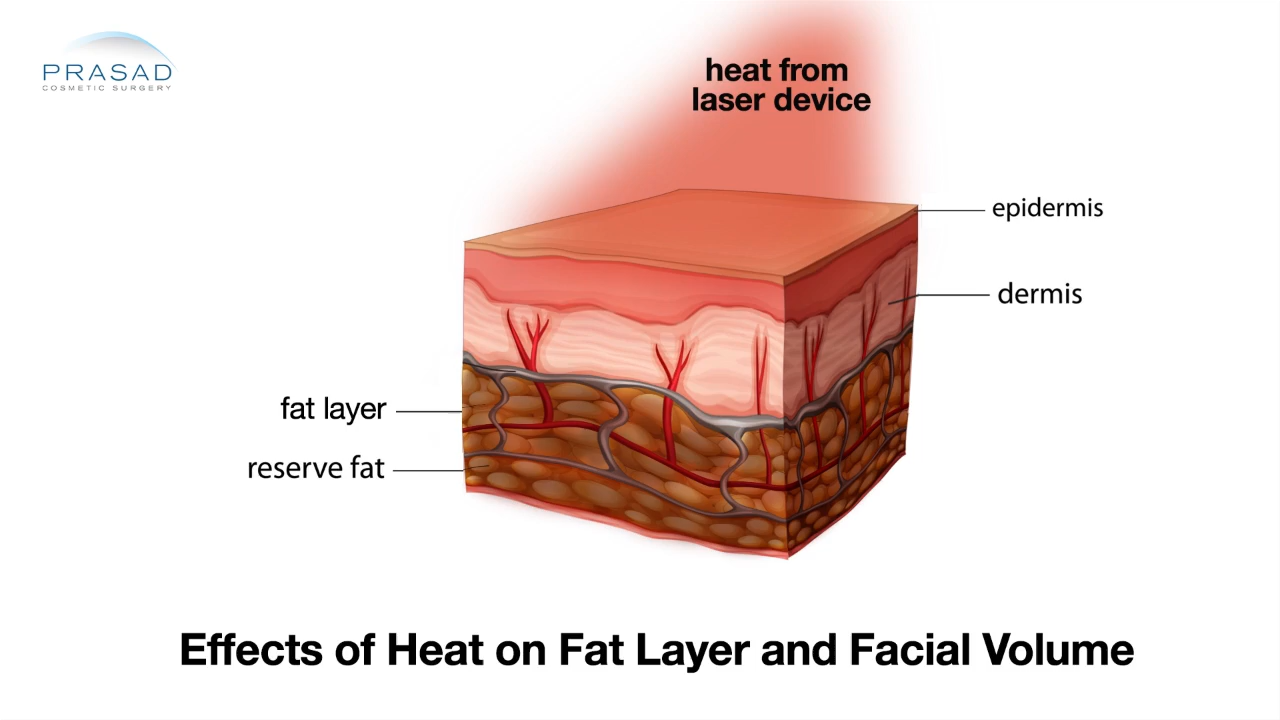 PRASAD
COSMETIC SURGERY
heat from
laser device
epidermis
dermis
fat layer
reserve fat
Effects of Heat on Fat Layer and Facial Volume